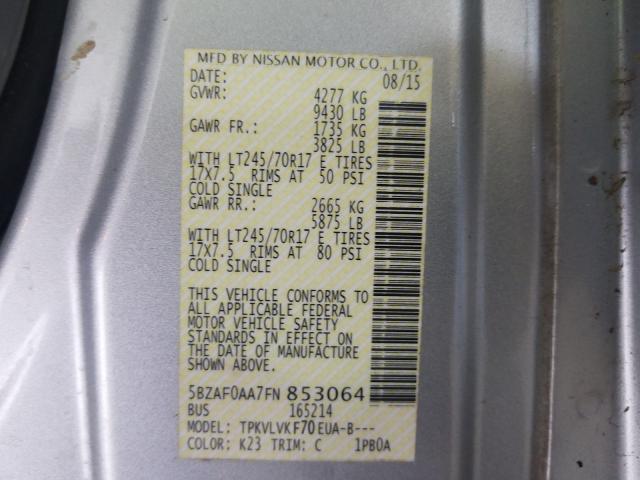 MFD BY NISSAN MOTOR CO., LTD.
DATE: 08/15
GVWR: 4277 KG
9430 LB
GAWR FR.: 1735 KG
3825 LB
WITH LT245/70R17 E TIRES
17X7.5 RIMS AT 50 PSI
COLD SINGLE
GAWR RR.: 2665 KG
5875 LB
WITH LT245/70R17 E TIRES
17X7.5 RIMS AT 80 PSI
COLD SINGLE
THIS VEHICLE CONFORMS TO
ALL APPLICABLE FEDERAL
MOTOR VEHICLE SAFETY
STANDARDS IN EFFECT ON
THE DATE OF MANUFACTURE
SHOWN ABOVE.
5BZAF0AA7FN 853064
BUS 165214
MODEL: TPKVLVK F70 EUA-B---
COLOR: K23 TRIM: C 1PB0A